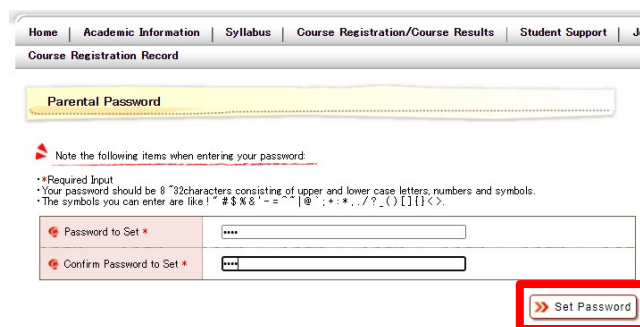 Home | Academic Information | Syllabus | Course Registration/Course Results | Student Support |
Course Registration Record
Parental Password
Note the following items when entering your password:
・*Required Input
・Your password should be 8 ~32characters consisting of upper and lower case letters, numbers and symbols.
・The symbols you can enter are like ! " # $ % & ' - = ^ ~ | @ ` ; + : * , . / ? _ ( ) [ ] { } < >.
Password to Set * ••••
Confirm Password to Set * ••••
Set Password